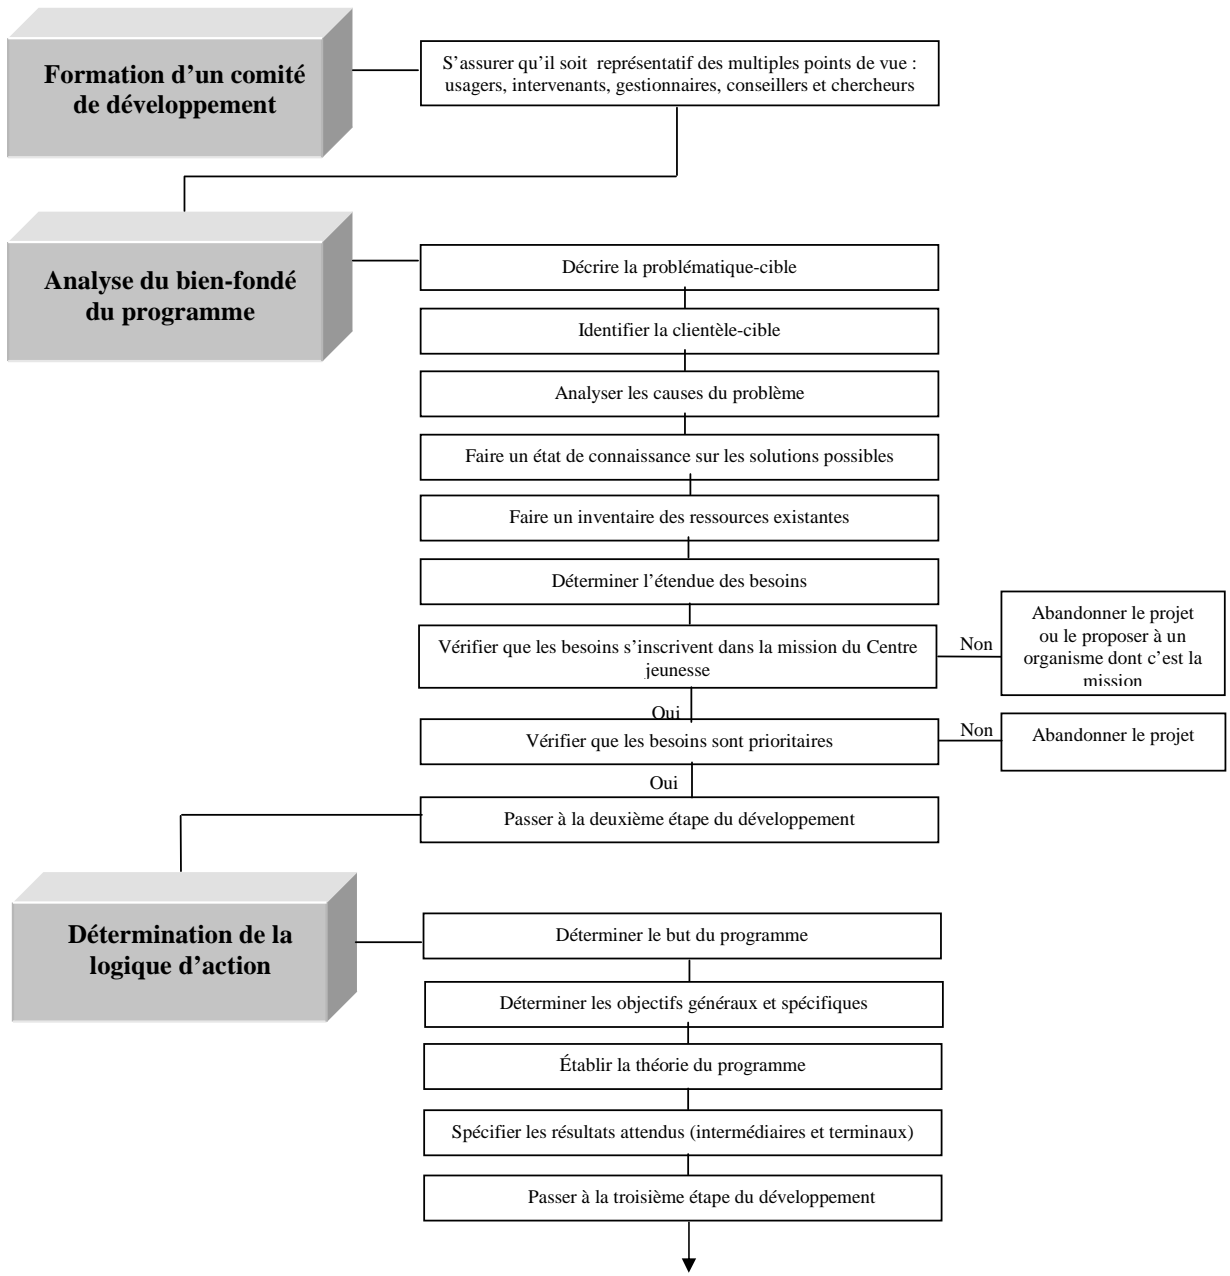 Formation d’un comité
de développement
S’assurer qu’il soit représentatif des multiples points de vue :
usagers, intervenants, gestionnaires, conseillers et chercheurs
Analyse du bien-fondé
du programme
Décrire la problématique-cible
Identifier la clientèle-cible
Analyser les causes du problème
Faire un état de connaissance sur les solutions possibles
Faire un inventaire des ressources existantes
Déterminer l’étendue des besoins
Vérifier que les besoins s’inscrivent dans la mission du Centre
jeunesse
Non
Abandonner le projet
ou le proposer à un
organisme dont c’est la
mission
Oui
Vérifier que les besoins sont prioritaires
Non
Abandonner le projet
Oui
Passer à la deuxième étape du développement
Détermination de la
logique d’action
Déterminer le but du programme
Déterminer les objectifs généraux et spécifiques
Établir la théorie du programme
Spécifier les résultats attendus (intermédiaires et terminaux)
Passer à la troisième étape du développement